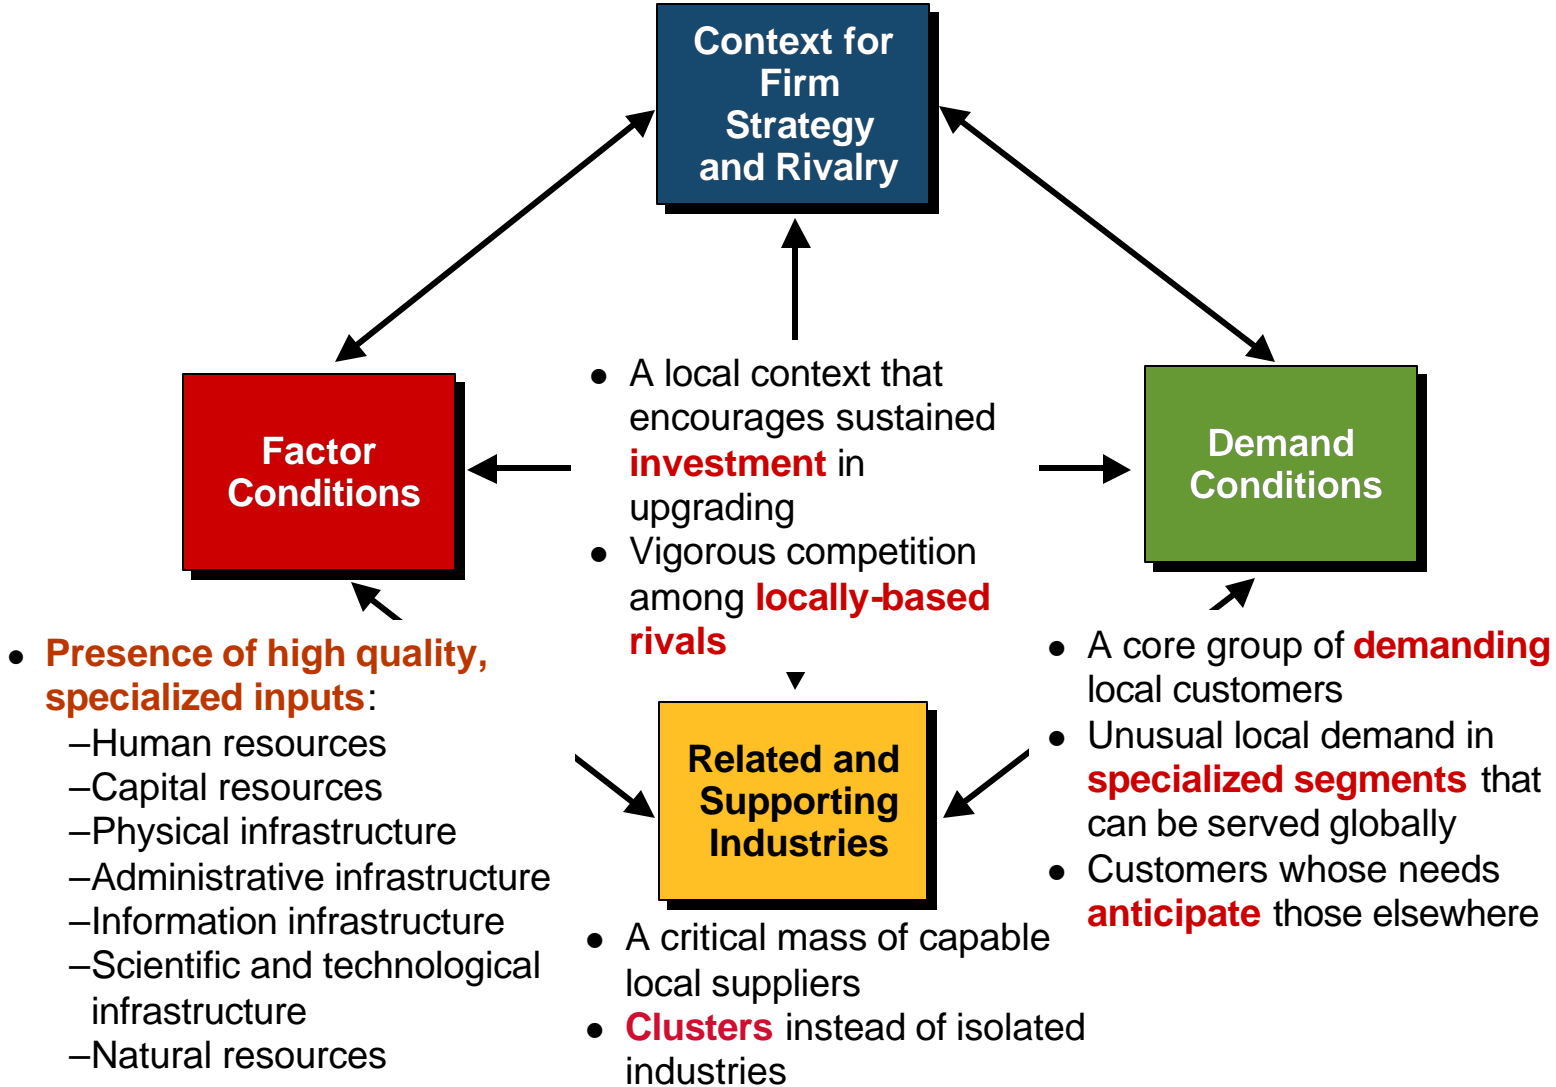 Context for
Firm
Strategy
and Rivalry
Factor
Conditions
● A local context that
encourages sustained
investment in
upgrading
● Vigorous competition
among locally-based
rivals
Demand
Conditions
● Presence of high quality,
specialized inputs:
–Human resources
–Capital resources
–Physical infrastructure
–Administrative infrastructure
–Information infrastructure
–Scientific and technological
infrastructure
–Natural resources
Related and
Supporting
Industries
● A critical mass of capable
local suppliers
● Clusters instead of isolated
industries
● A core group of demanding
local customers
● Unusual local demand in
specialized segments that
can be served globally
● Customers whose needs
anticipate those elsewhere